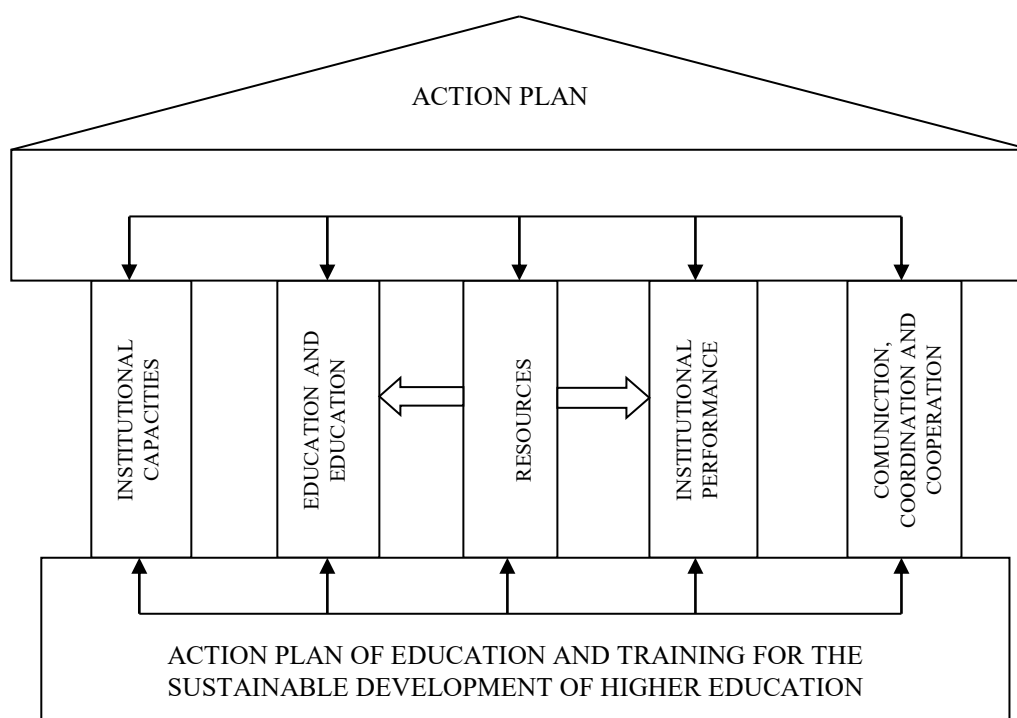 ACTION PLAN
INSTITUTIONAL
CAPACITIES
EDUCATION AND
EDUCATION
RESOURCES
INSTITUTIONAL
PERFORMANCE
COMUNICTION,
COORDINATION AND
COOPERATION
ACTION PLAN OF EDUCATION AND TRAINING FOR THE
SUSTAINABLE DEVELOPMENT OF HIGHER EDUCATION